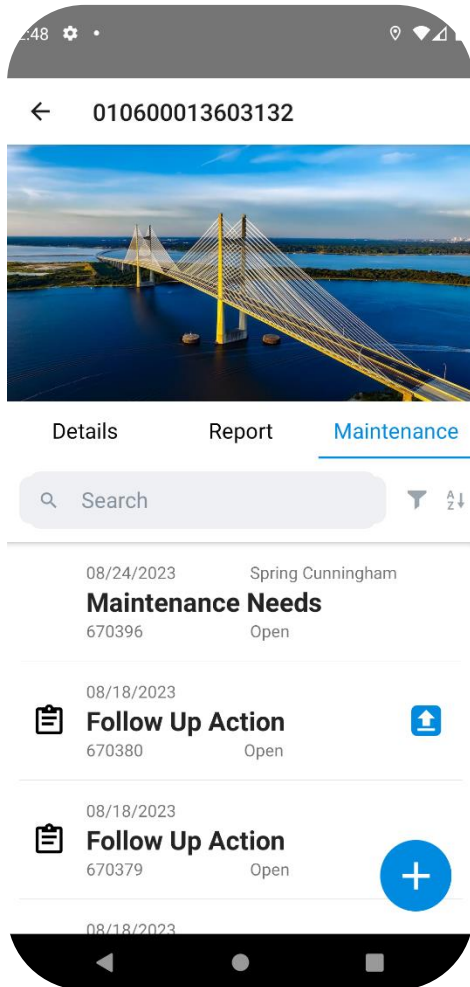 :48
010600013603132
Details Report Maintenance
Search
08/24/2023 Spring Cunningham
Maintenance Needs
670396 Open
08/18/2023
Follow Up Action
670380 Open
08/18/2023
Follow Up Action
670379 Open
08/18/2023